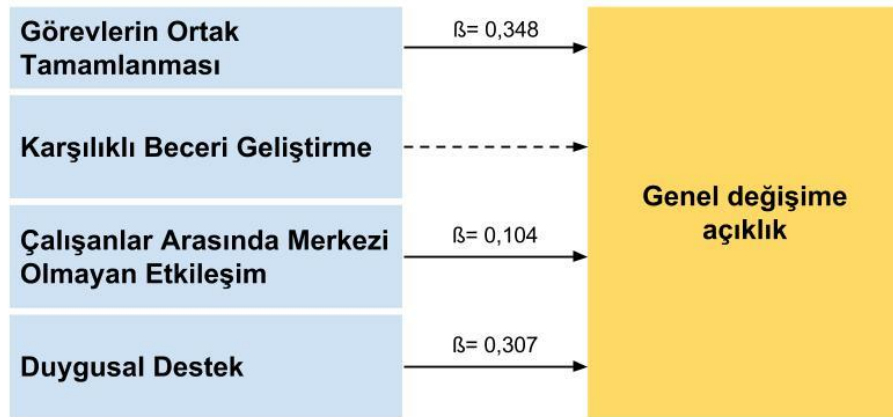 Görevlerin Ortak
Tamamlanması
ß= 0,348
Karşılıklı Beceri Geliştirme
Çalışanlar Arasında Merkezi
Olmayan Etkileşim
ß= 0,104
Duygusal Destek
ß= 0,307
Genel değişime
açıklık